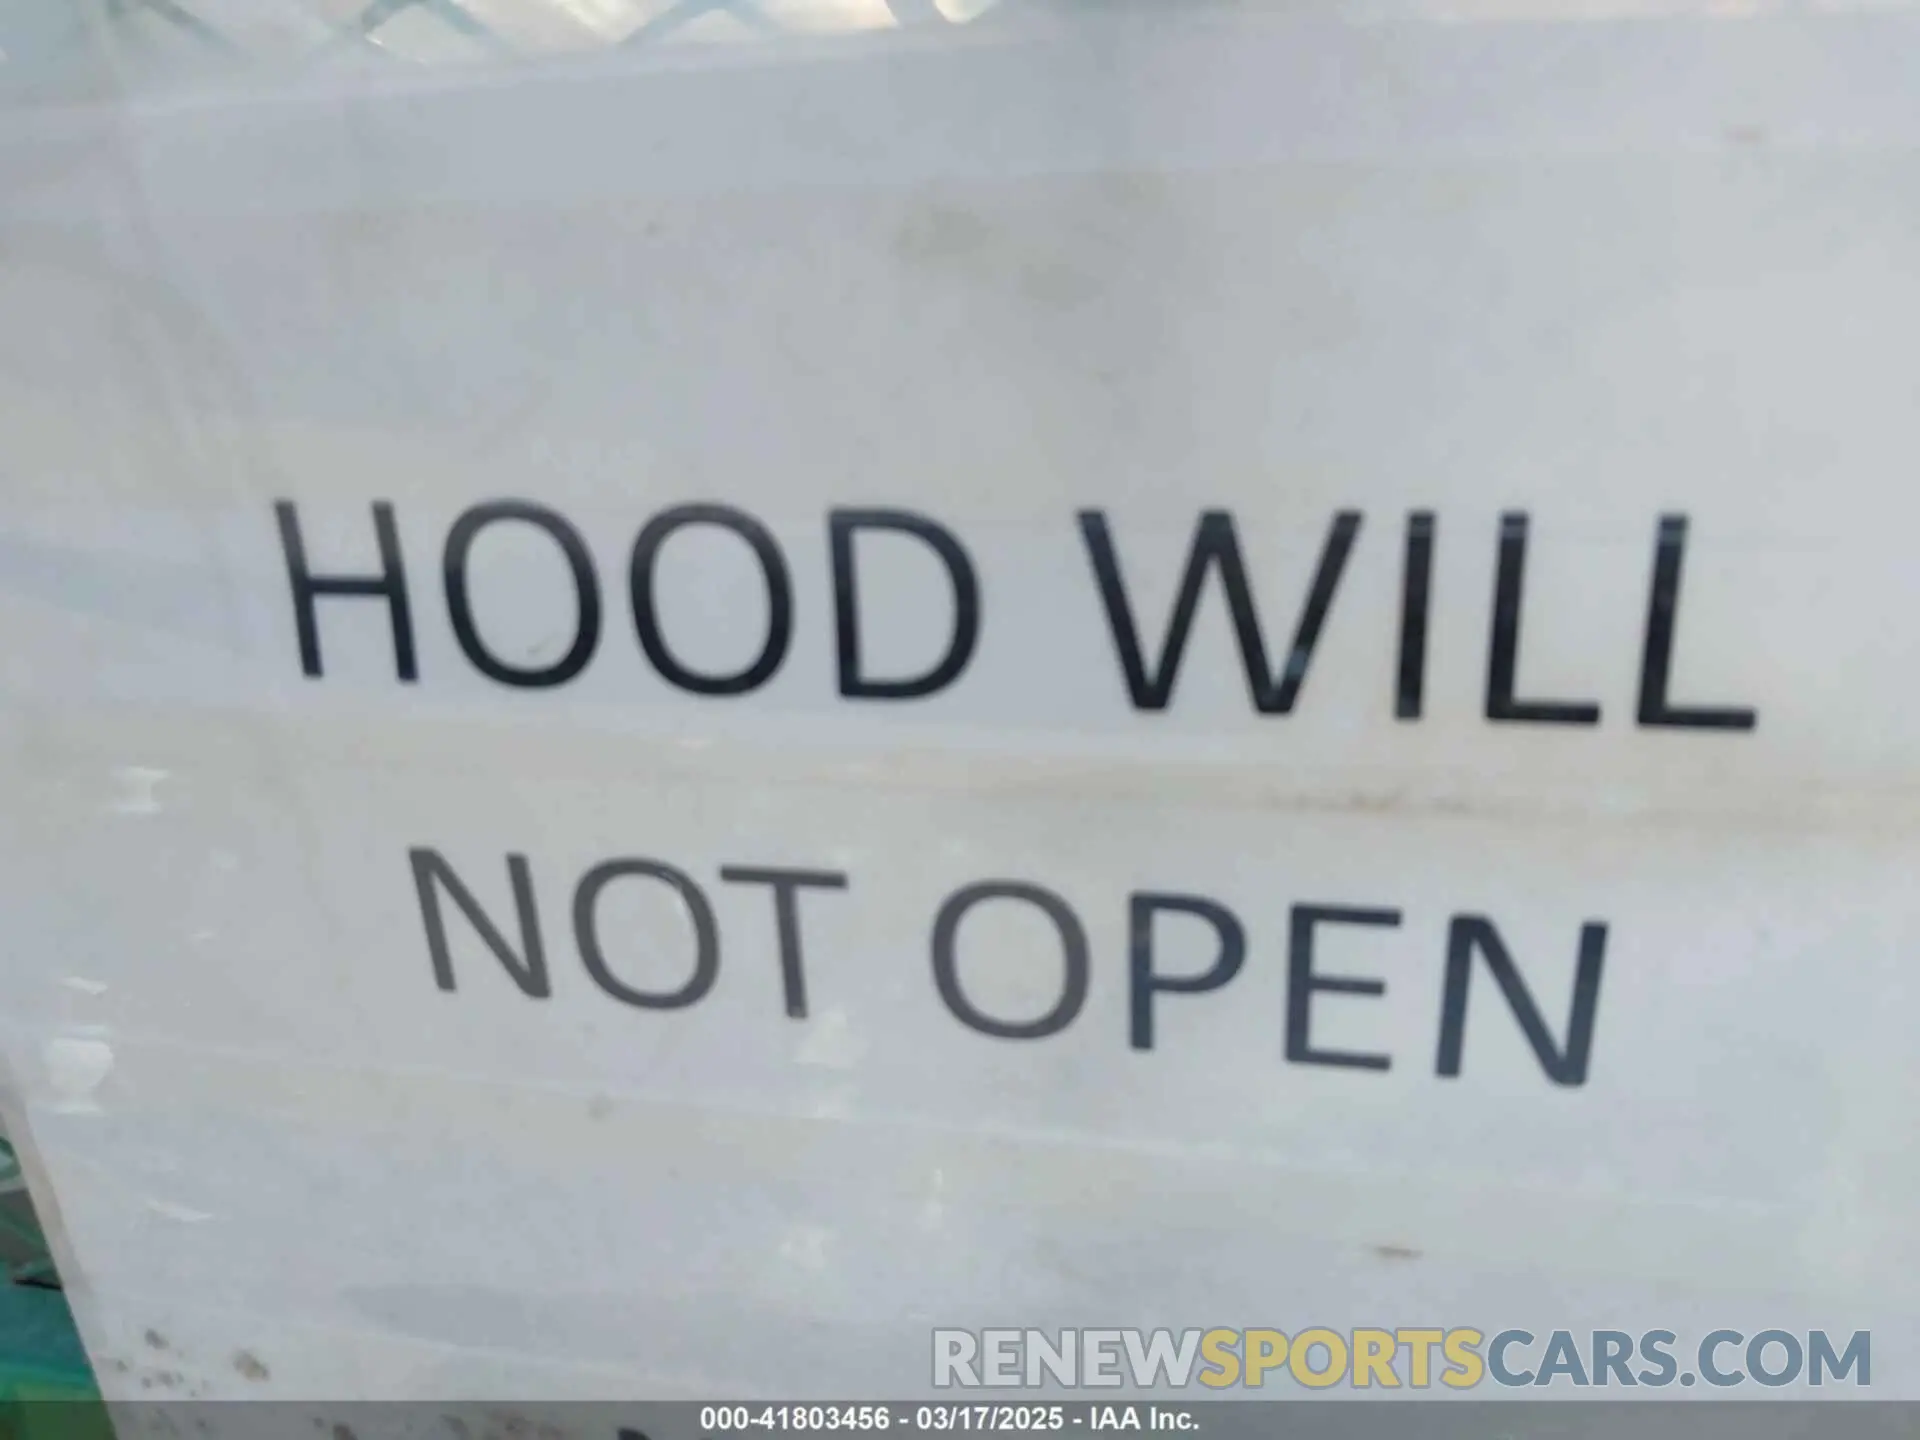 HOOD WILL
NOT OPEN
RENEWSPORTSCARS.COM
000-41803456 - 03/17/2025 - IAA Inc.